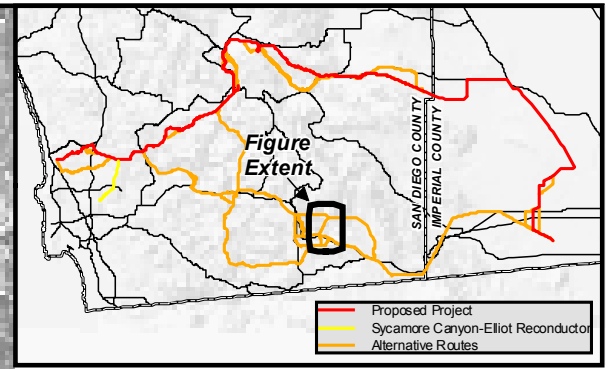 Figure
Extent
SAN DIEGO COUNTY
IMPERIAL COUNTY
Proposed Project
Sycamore Canyon-Elliot Reconductor
Alternative Routes